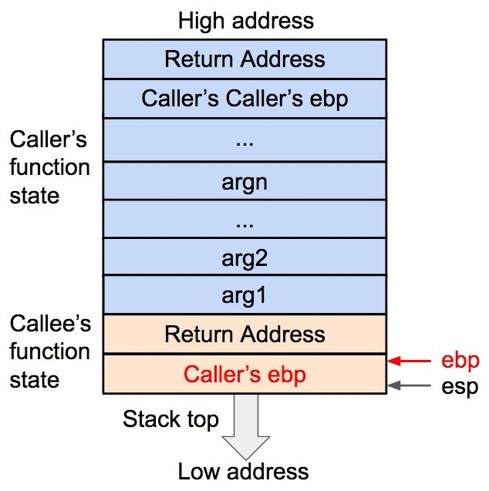 High address
Return Address
Caller's Caller's ebp
...
Caller's
function
state
argn
...
arg2
arg1
Callee's
function
state
Return Address
Caller's ebp
ebp
esp
Stack top
Low address